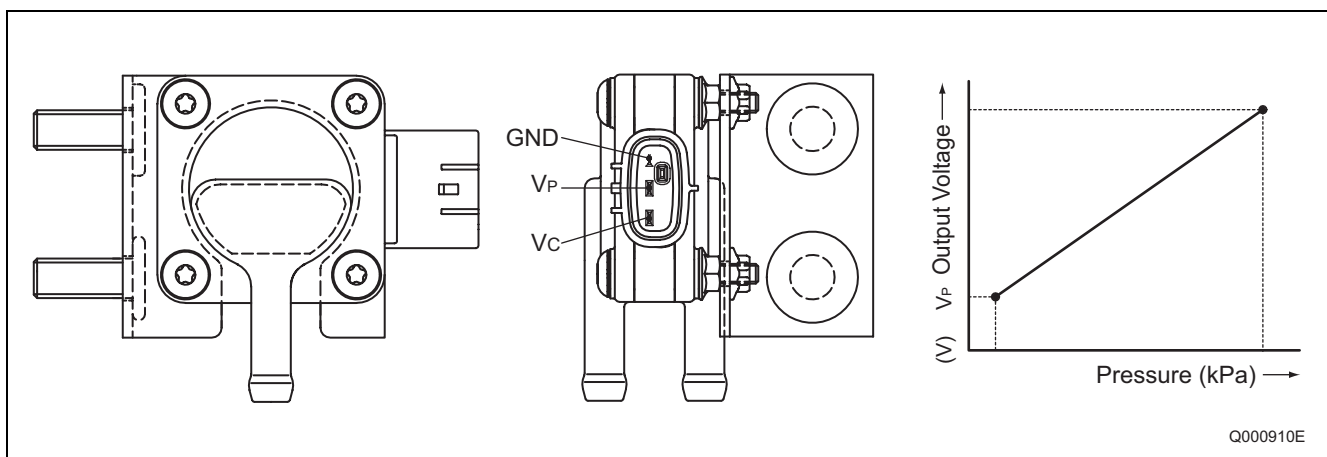 GND
VP
VC
(V) VP Output Voltage
Pressure (kPa)
Q000910E